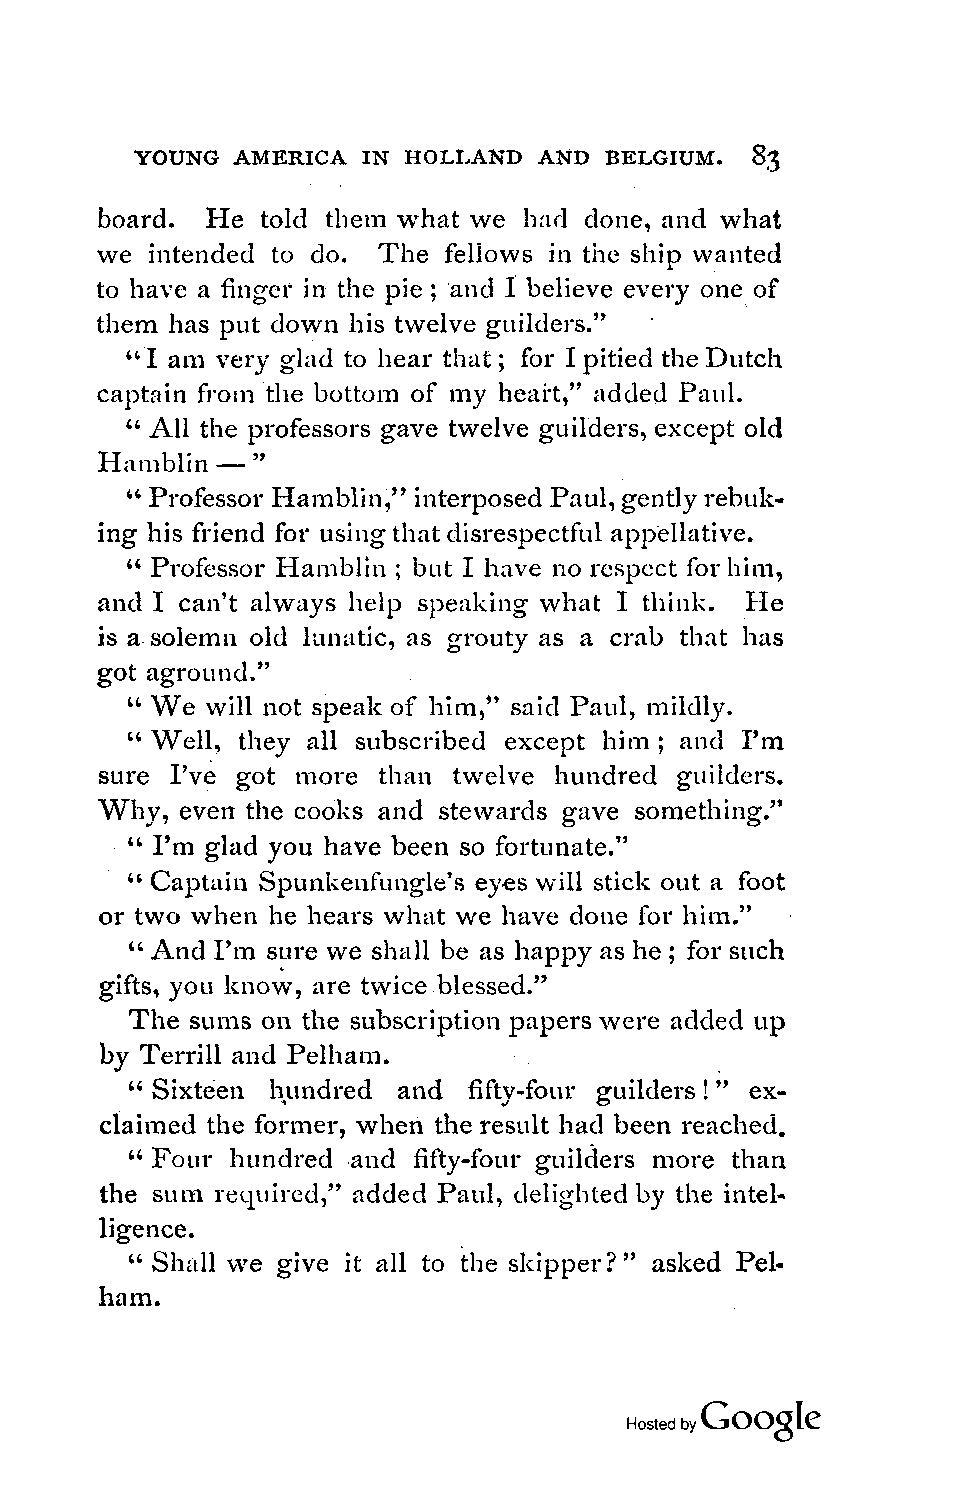 YOUNG AMERICA IN HOLLAND AND BELGIUM. 83
board. He told them what we had done, and what
we intended to do. The fellows in the ship wanted
to have a finger in the pie; and I believe every one of
them has put down his twelve guilders."
"I am very glad to hear that; for I pitied the Dutch
captain from the bottom of my heart," added Paul.
"All the professors gave twelve guilders, except old
Hamblin — "
"Professor Hamblin," interposed Paul, gently rebuk-
ing his friend for using that disrespectful appellative.
"Professor Hamblin; but I have no respect for him,
and I can't always help speaking what I think. He
is a solemn old lunatic, as grouty as a crab that has
got aground."
"We will not speak of him," said Paul, mildly.
"Well, they all subscribed except him; and I'm
sure I've got more than twelve hundred guilders.
Why, even the cooks and stewards gave something."
"I'm glad you have been so fortunate."
"Captain Spunkenfungle's eyes will stick out a foot
or two when he hears what we have done for him."
"And I'm sure we shall be as happy as he; for such
gifts, you know, are twice blessed."
The sums on the subscription papers were added up
by Terrill and Pelham.
"Sixteen hundred and fifty-four guilders!" ex-
claimed the former, when the result had been reached.
"Four hundred and fifty-four guilders more than
the sum required," added Paul, delighted by the intel-
ligence.
"Shall we give it all to the skipper?" asked Pel-
ham.
Hosted by Google